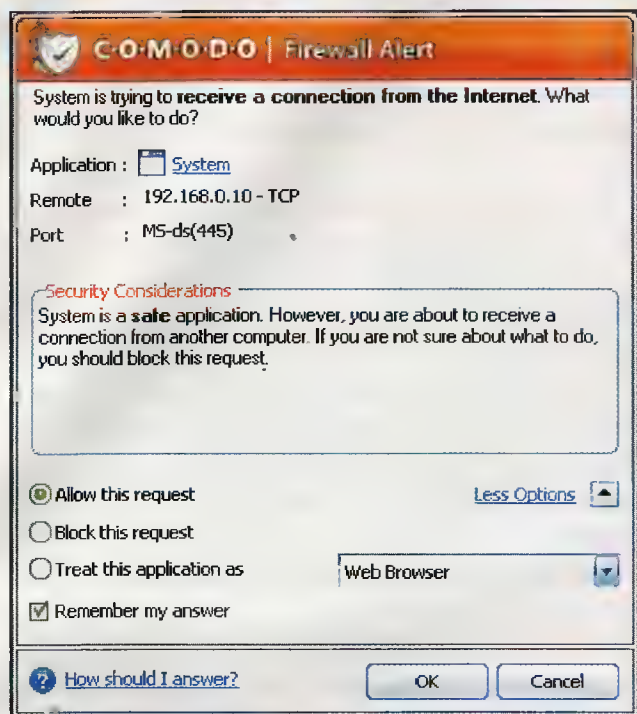 C·O·M·O·D·O | Firewall Alert
System is trying to receive a connection from the Internet. What
would you like to do?
Application : System
Remote : 192.168.0.10 - TCP
Port : MS-ds(445)
Security Considerations
System is a safe application. However, you are about to receive a
connection from another computer. If you are not sure about what to do,
you should block this request.
Allow this request
Less Options
Block this request
Treat this application as
Web Browser
Remember my answer
? How should I answer?
OK
Cancel